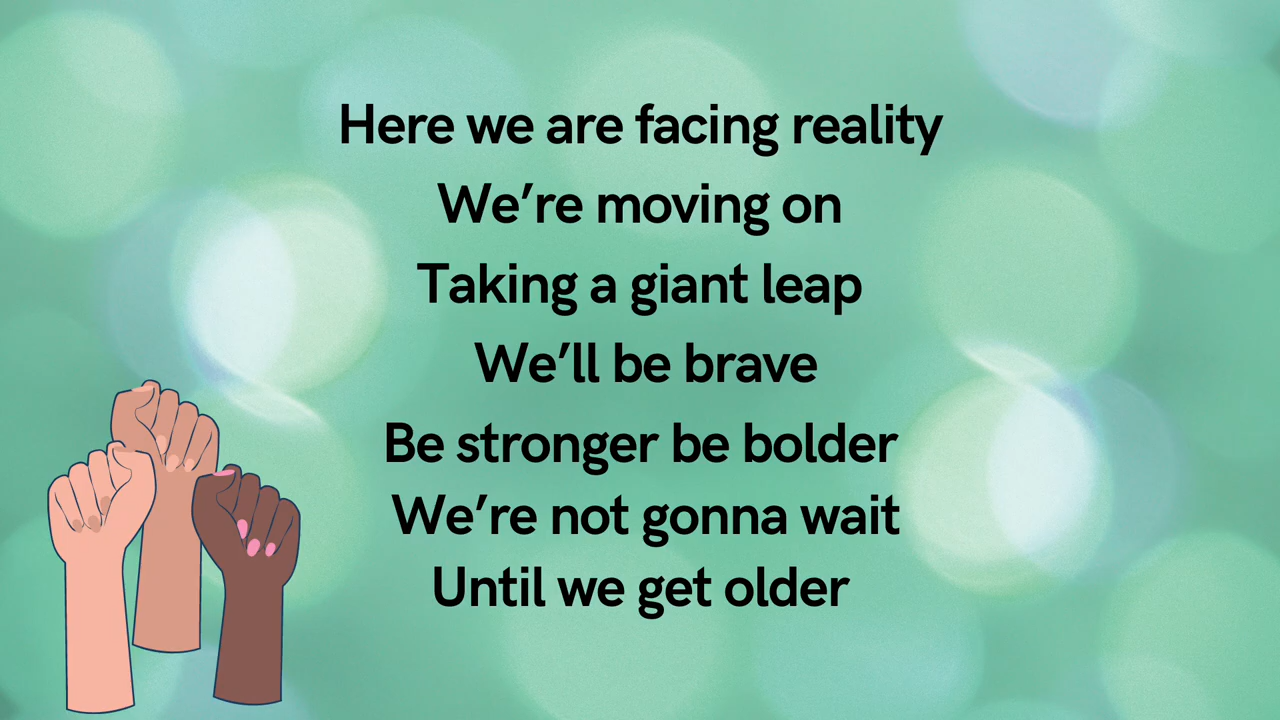 Here we are facing reality
We’re moving on
Taking a giant leap
We’ll be brave
Be stronger be bolder
We’re not gonna wait
Until we get older